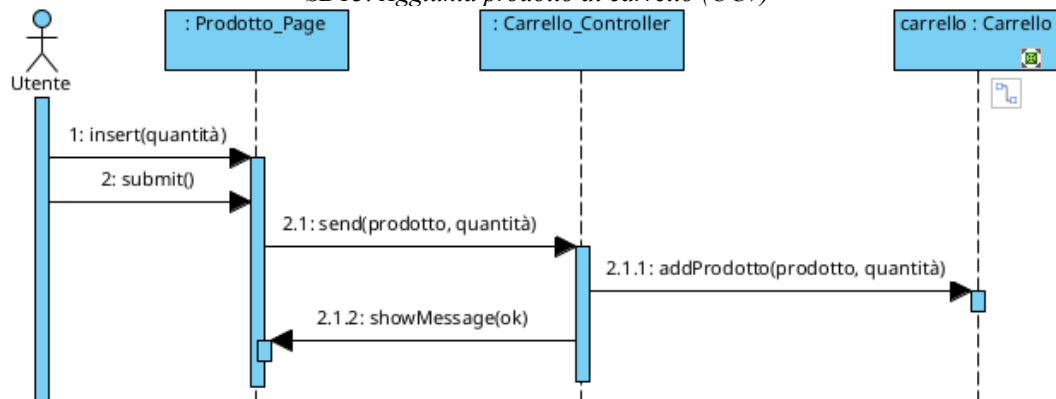 : Prodotto_Page
: Carrello_Controller
carrello : Carrello
Utente
1: insert(quantità)
2: submit()
2.1: send(prodotto, quantità)
2.1.1: addProdotto(prodotto, quantità)
2.1.2: showMessage(ok)